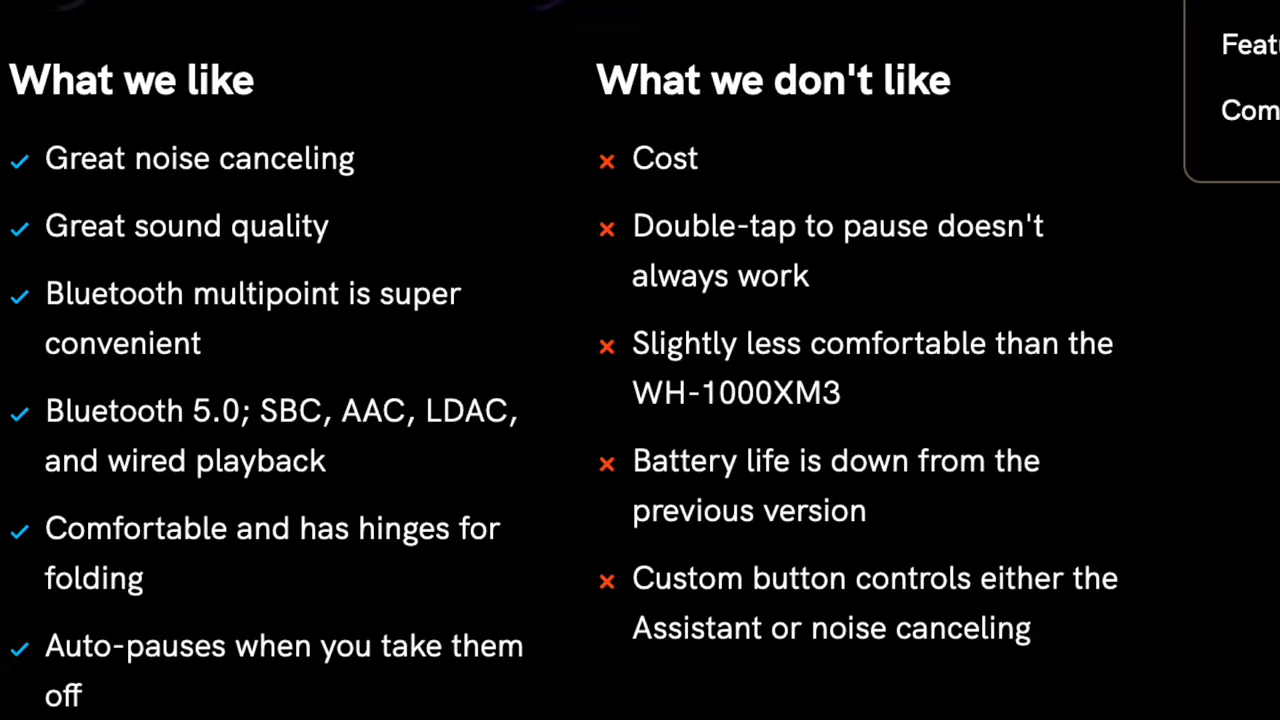 What we like
Great noise canceling
Great sound quality
Bluetooth multipoint is super
convenient
Bluetooth 5.0; SBC, AAC, LDAC,
and wired playback
Comfortable and has hinges for
folding
Auto-pauses when you take them
off
What we don't like
Cost
Double-tap to pause doesn't
always work
Slightly less comfortable than the
WH-1000XM3
Battery life is down from the
previous version
Custom button controls either the
Assistant or noise canceling